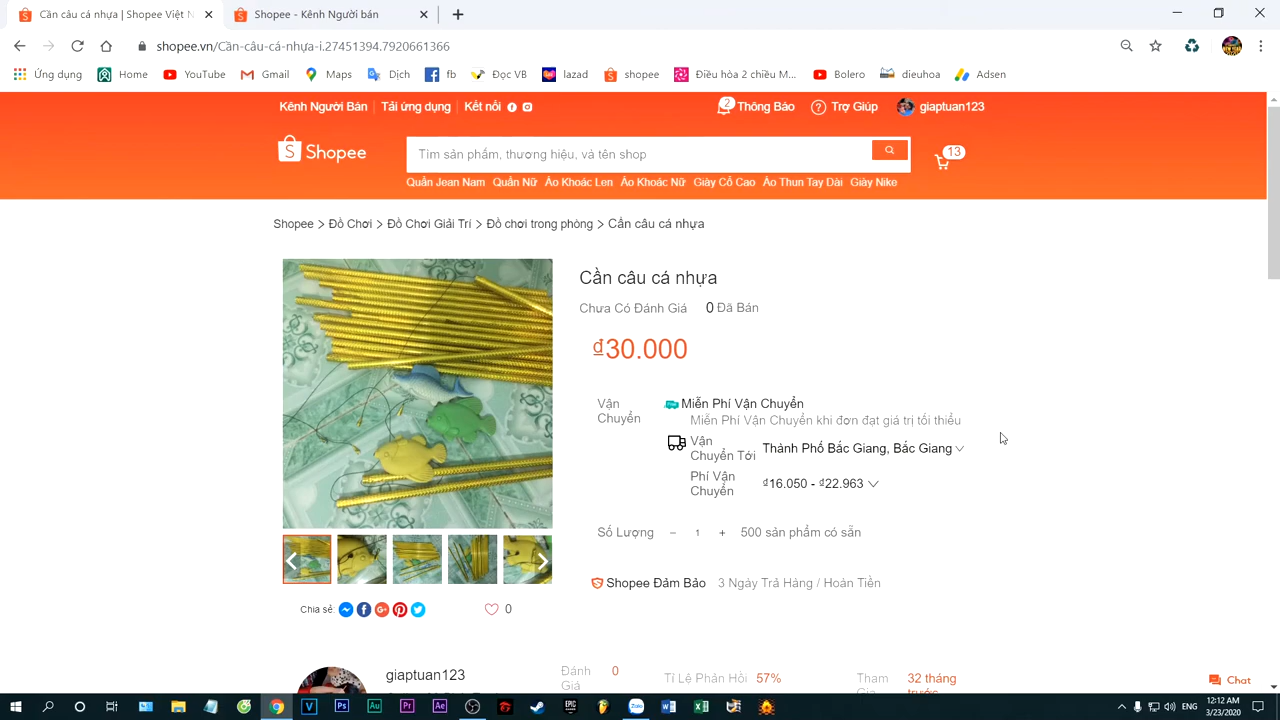 Cần câu cá nhựa | Shopee Việt N
Shopee - Kênh Người bán
shopee.vn/Cần-câu-cá-nhựa-i.27451394.7920661366
Ứng dụng Home YouTube Gmail Maps Dịch fb Đọc VB lazad shopee Điều hòa 2 chiều M... Bolero dieuhoa Adsen
Kênh Người Bán Tải ứng dụng Kết nối 2 Thông Báo Trợ Giúp giaptuan123
Shopee
Tìm sản phẩm, thương hiệu, và tên shop
13
Quần Jean Nam Quần Nữ Áo Khoác Len Áo Khoác Nữ Giày Cổ Cao Áo Thun Tay Dài Giày Nike
Shopee > Đồ Chơi > Đồ Chơi Giải Trí > Đồ chơi trong phòng > Cần câu cá nhựa
Cần câu cá nhựa
Chưa Có Đánh Giá 0 Đã Bán
₫30.000
Vận
Chuyển
Miễn Phí Vận Chuyển
Miễn Phí Vận Chuyển khi đơn đạt giá trị tối thiểu
Vận
Chuyển Tới
Thành Phố Bắc Giang, Bắc Giang
Phí Vận
Chuyển
₫16.050 - ₫22.963
Số Lượng − 1 + 500 sản phẩm có sẵn
Shopee Đảm Bảo 3 Ngày Trả Hàng / Hoàn Tiền
Chia sẻ: 0
giaptuan123
Đánh
Giá
0
Tỉ Lệ Phản Hồi 57%
Tham
Gia
32 tháng
trước
Chat
12:12 AM
3/23/2020